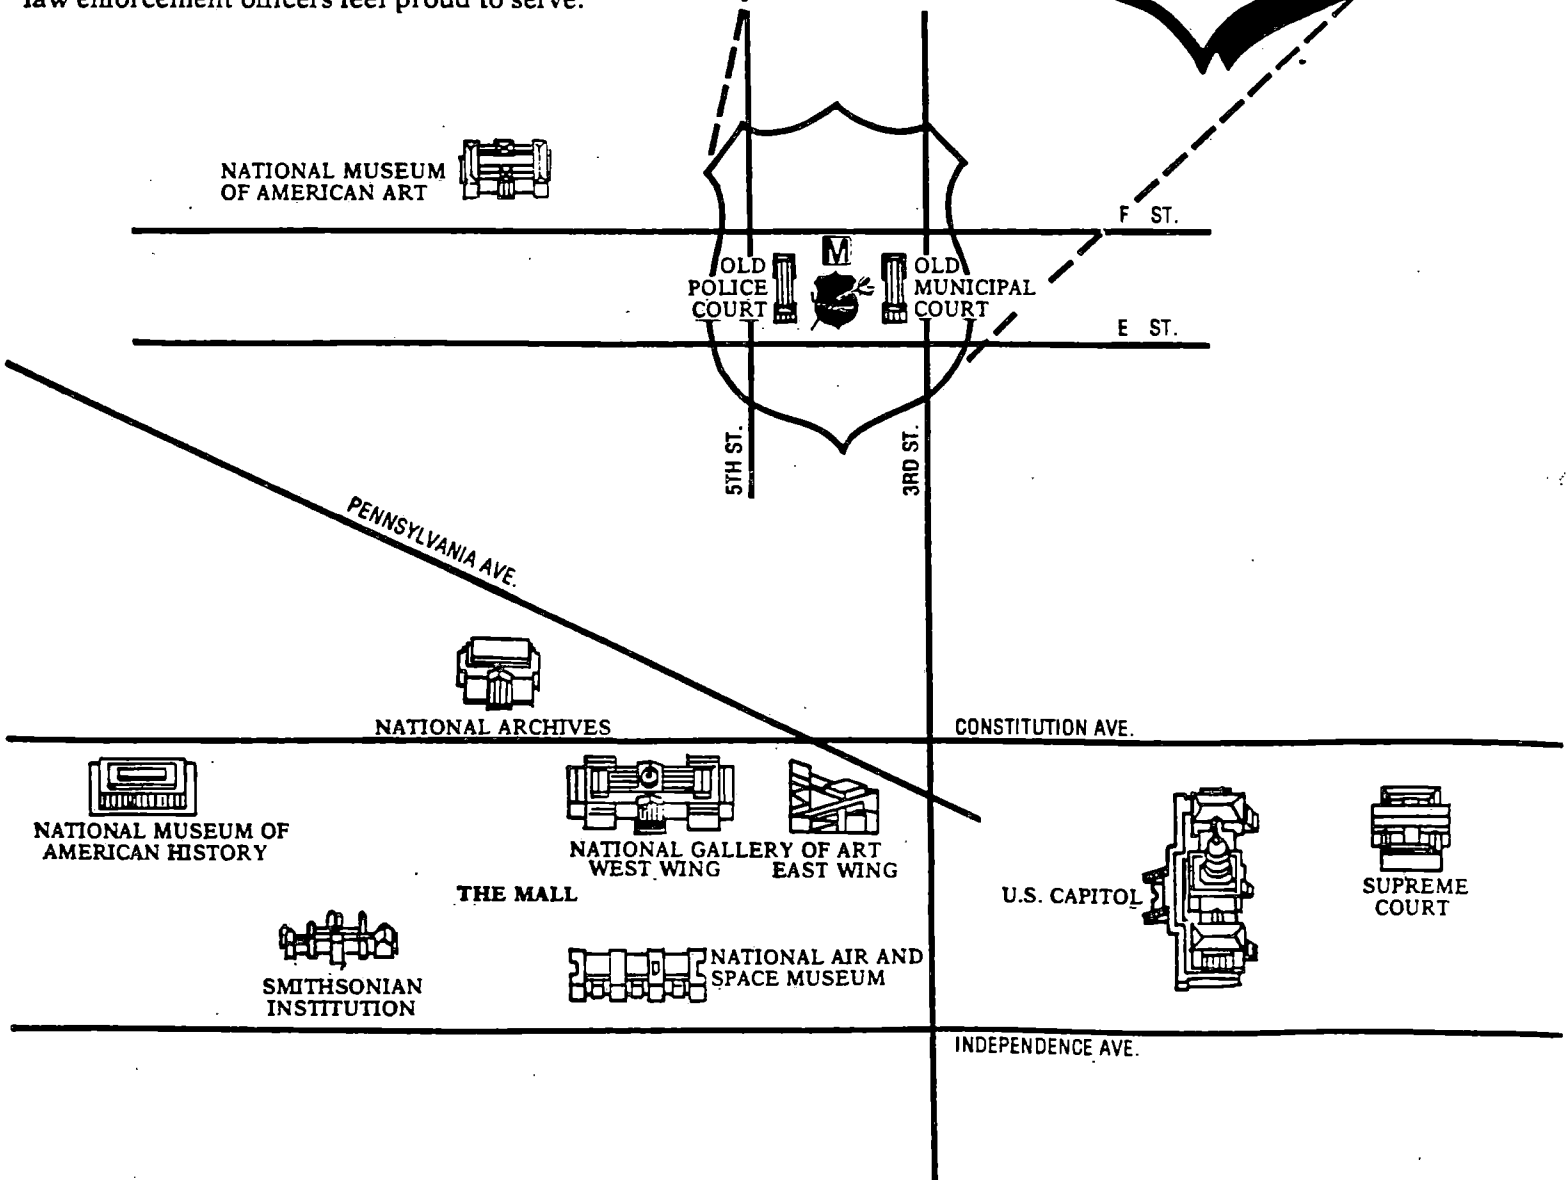 law enforcement officers feel proud to serve.
NATIONAL MUSEUM
OF AMERICAN ART
F ST.
M
OLD
POLICE
COURT
OLD
MUNICIPAL
COURT
E ST.
5TH ST.
3RD ST.
PENNSYLVANIA AVE.
NATIONAL ARCHIVES
CONSTITUTION AVE.
NATIONAL MUSEUM OF
AMERICAN HISTORY
NATIONAL GALLERY OF ART
WEST WING EAST WING
THE MALL
U.S. CAPITOL
SUPREME
COURT
SMITHSONIAN
INSTITUTION
NATIONAL AIR AND
SPACE MUSEUM
INDEPENDENCE AVE.